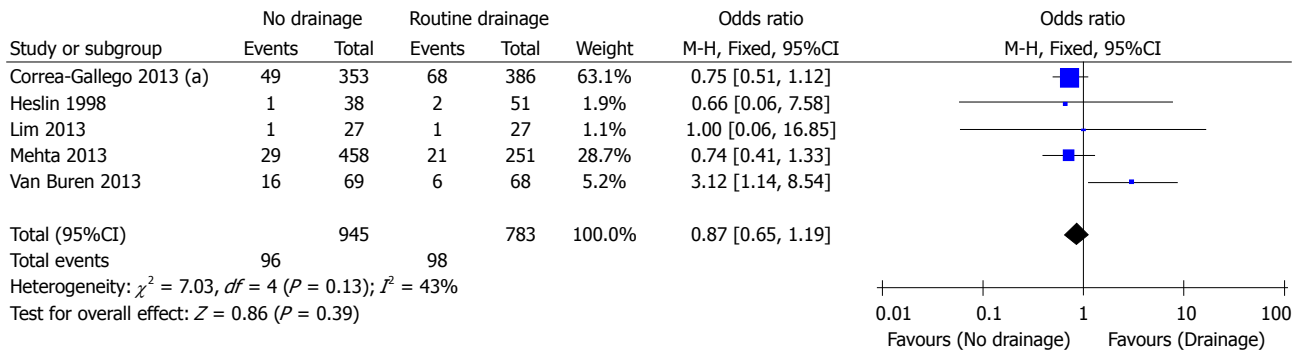 No drainage Routine drainage Odds ratio Odds ratio
Study or subgroup Events Total Events Total Weight M-H, Fixed, 95%CI M-H, Fixed, 95%CI
Correa-Gallego 2013 (a) 49 353 68 386 63.1% 0.75 [0.51, 1.12]
Heslin 1998 1 38 2 51 1.9% 0.66 [0.06, 7.58]
Lim 2013 1 27 1 27 1.1% 1.00 [0.06, 16.85]
Mehta 2013 29 458 21 251 28.7% 0.74 [0.41, 1.33]
Van Buren 2013 16 69 6 68 5.2% 3.12 [1.14, 8.54]
Total (95%CI) 945 783 100.0% 0.87 [0.65, 1.19]
Total events 96 98
Heterogeneity: χ² = 7.03, df = 4 (P = 0.13); I² = 43%
Test for overall effect: Z = 0.86 (P = 0.39)
0.01 0.1 1 10 100
Favours (No drainage) Favours (Drainage)